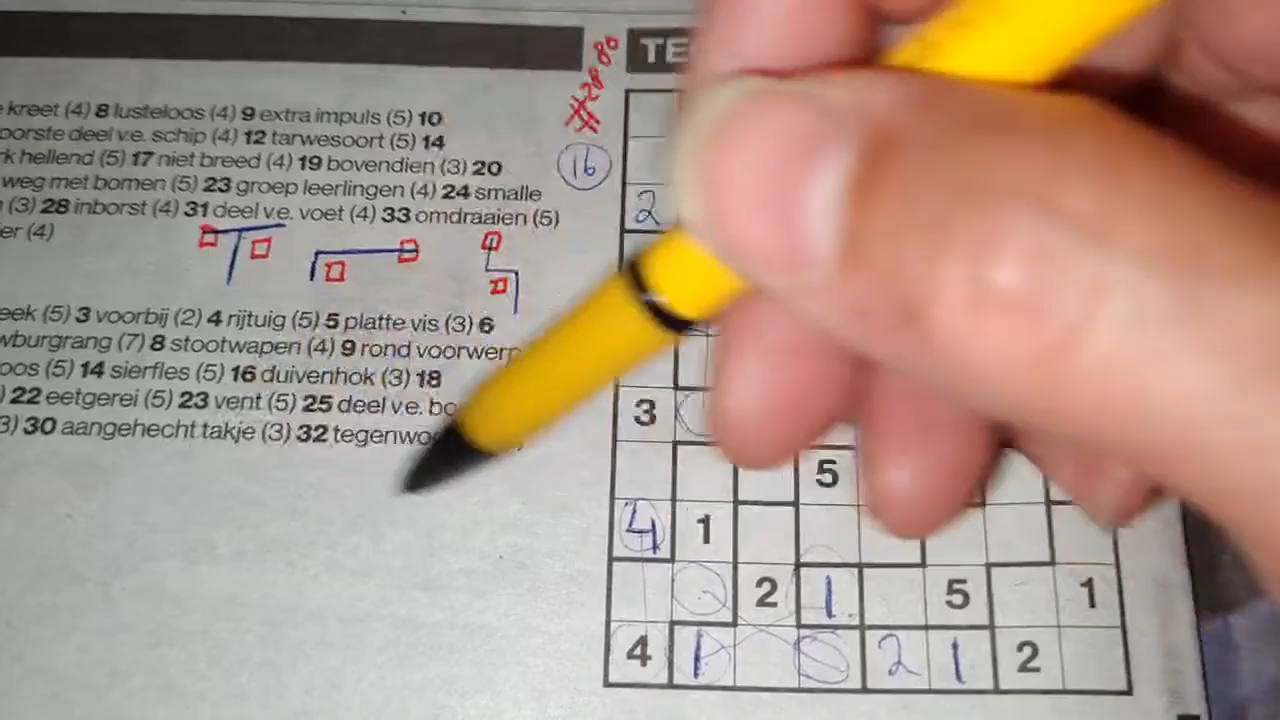 kreet (4) 8 lusteloos (4) 9 extra impuls (5) 10
oorste deel v.e. schip (4) 12 tarwesoort (5) 14
rk hellend (5) 17 niet breed (4) 19 bovendien (3) 20
weg met bomen (5) 23 groep leerlingen (4) 24 smalle
(3) 28 inborst (4) 31 deel v.e. voet (4) 33 omdraaien (5)
er (4)
eek (5) 3 voorbij (2) 4 rijtuig (5) 5 platte vis (3) 6
wburgrang (7) 8 stootwapen (4) 9 rond voorwerp
oos (5) 14 sierfles (5) 16 duivenhok (3) 18
) 22 eetgerei (5) 23 vent (5) 25 deel v.e. bo
3) 30 aangehecht takje (3) 32 tegenwo
#2880
16
TE
2
3
5
4 1
2 1 5 1
4 1 5 2 1 2